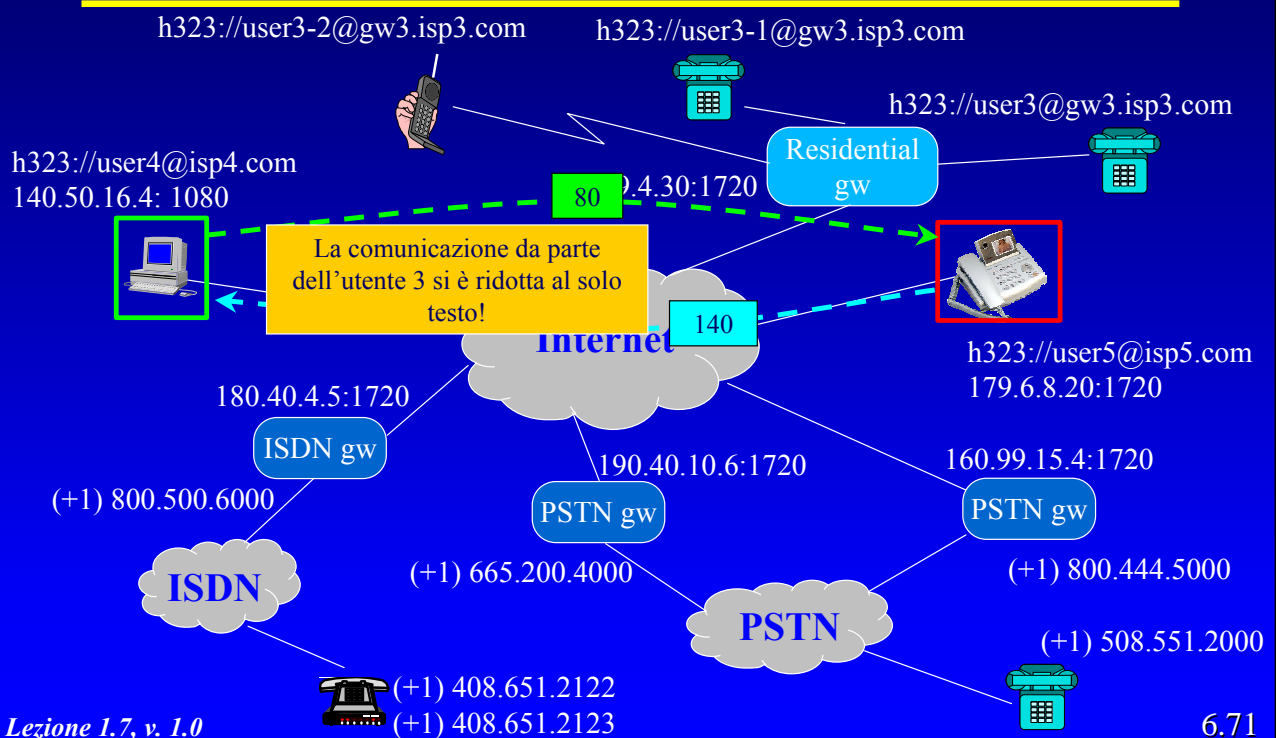 h323://user3-2@gw3.isp3.com
h323://user3-1@gw3.isp3.com
h323://user3@gw3.isp3.com
h323://user4@isp4.com
140.50.16.4: 1080
Residential
gw
9.4.30:1720
80
La comunicazione da parte
dell’utente 3 si è ridotta al solo
testo!
140
Internet
h323://user5@isp5.com
179.6.8.20:1720
180.40.4.5:1720
ISDN gw
190.40.10.6:1720
160.99.15.4:1720
(+1) 800.500.6000
PSTN gw
PSTN gw
ISDN
(+1) 665.200.4000
(+1) 800.444.5000
PSTN
(+1) 508.551.2000
(+1) 408.651.2122
(+1) 408.651.2123
Lezione 1.7, v. 1.0
6.71